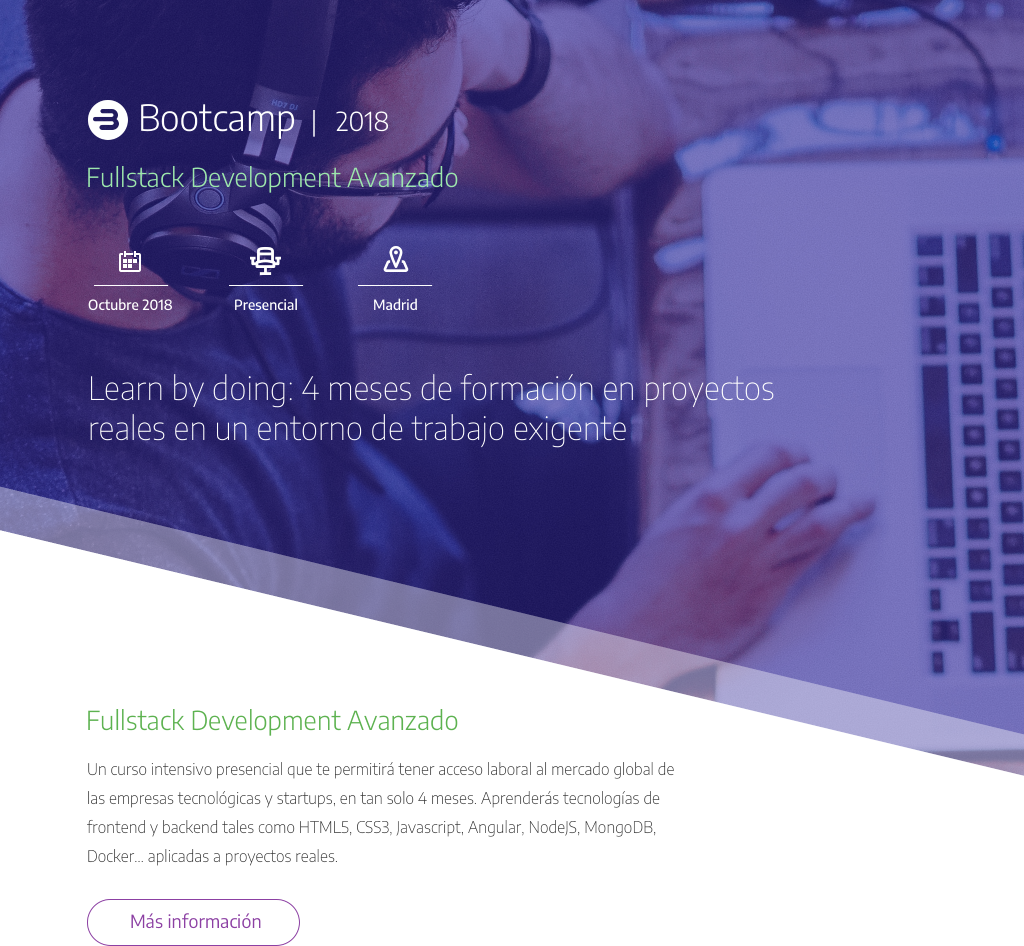 Bootcamp | 2018
Fullstack Development Avanzado
Octubre 2018 Presencial Madrid
Learn by doing: 4 meses de formación en proyectos
reales en un entorno de trabajo exigente
Fullstack Development Avanzado
Un curso intensivo presencial que te permitirá tener acceso laboral al mercado global de
las empresas tecnológicas y startups, en tan solo 4 meses. Aprenderás tecnologías de
frontend y backend tales como HTML5, CSS3, Javascript, Angular, NodeJS, MongoDB,
Docker... aplicadas a proyectos reales.
Más información